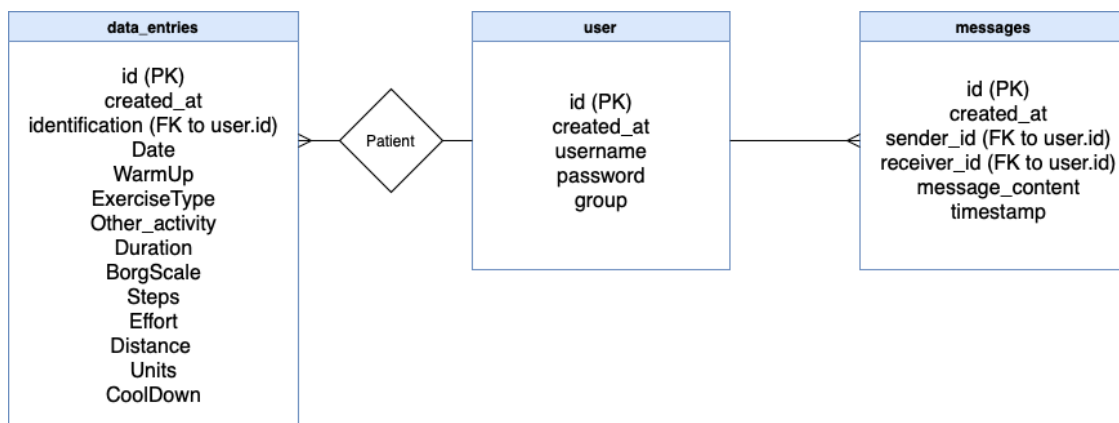 data_entries
id (PK)
created_at
identification (FK to user.id)
Date
WarmUp
ExerciseType
Other_activity
Duration
BorgScale
Steps
Effort
Distance
Units
CoolDown
Patient
user
id (PK)
created_at
username
password
group
messages
id (PK)
created_at
sender_id (FK to user.id)
receiver_id (FK to user.id)
message_content
timestamp